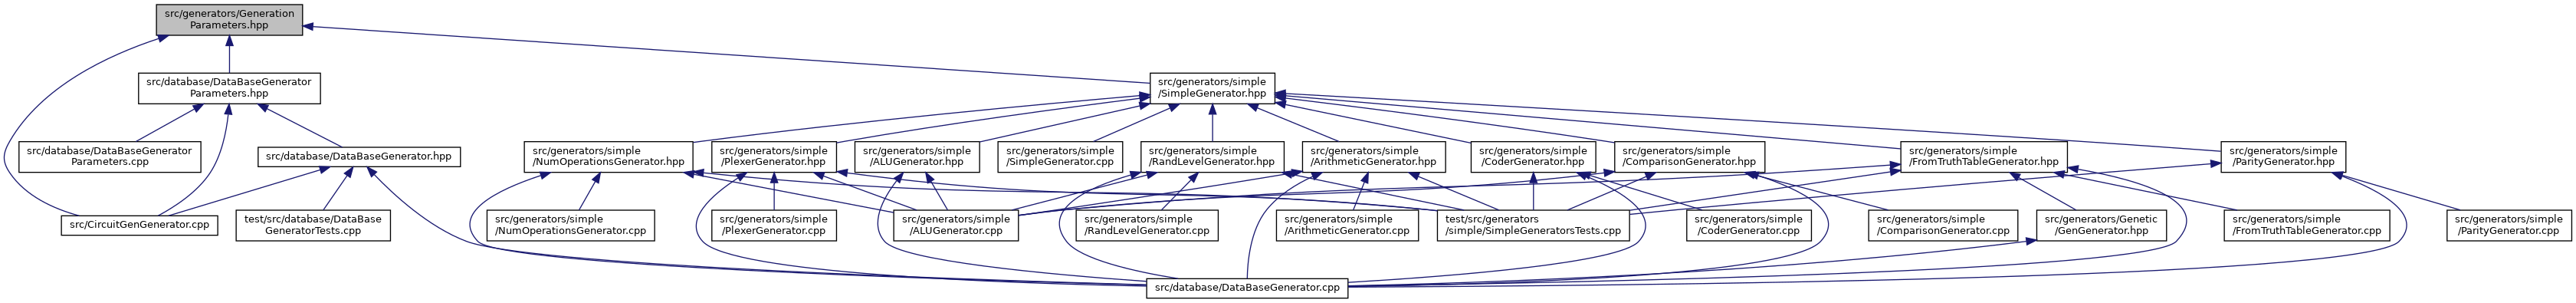 src/generators/Generation
Parameters.hpp
src/database/DataBaseGenerator
Parameters.hpp
src/generators/simple
/SimpleGenerator.hpp
src/database/DataBaseGenerator
Parameters.cpp
src/database/DataBaseGenerator.hpp
src/generators/simple
/NumOperationsGenerator.hpp
src/generators/simple
/PlexerGenerator.hpp
src/generators/simple
/ALUGenerator.hpp
src/generators/simple
/SimpleGenerator.cpp
src/generators/simple
/RandLevelGenerator.hpp
src/generators/simple
/ArithmeticGenerator.hpp
src/generators/simple
/CoderGenerator.hpp
src/generators/simple
/ComparisonGenerator.hpp
src/generators/simple
/FromTruthTableGenerator.hpp
src/generators/simple
/ParityGenerator.hpp
src/CircuitGenGenerator.cpp
test/src/database/DataBase
GeneratorTests.cpp
src/generators/simple
/NumOperationsGenerator.cpp
src/generators/simple
/PlexerGenerator.cpp
src/generators/simple
/ALUGenerator.cpp
src/generators/simple
/RandLevelGenerator.cpp
src/generators/simple
/ArithmeticGenerator.cpp
test/src/generators
simple/SimpleGeneratorsTests.cpp
src/generators/simple
/CoderGenerator.cpp
src/generators/simple
/ComparisonGenerator.cpp
src/generators/Genetic
/GenGenerator.hpp
src/generators/simple
/FromTruthTableGenerator.cpp
src/generators/simple
/ParityGenerator.cpp
src/database/DataBaseGenerator.cpp